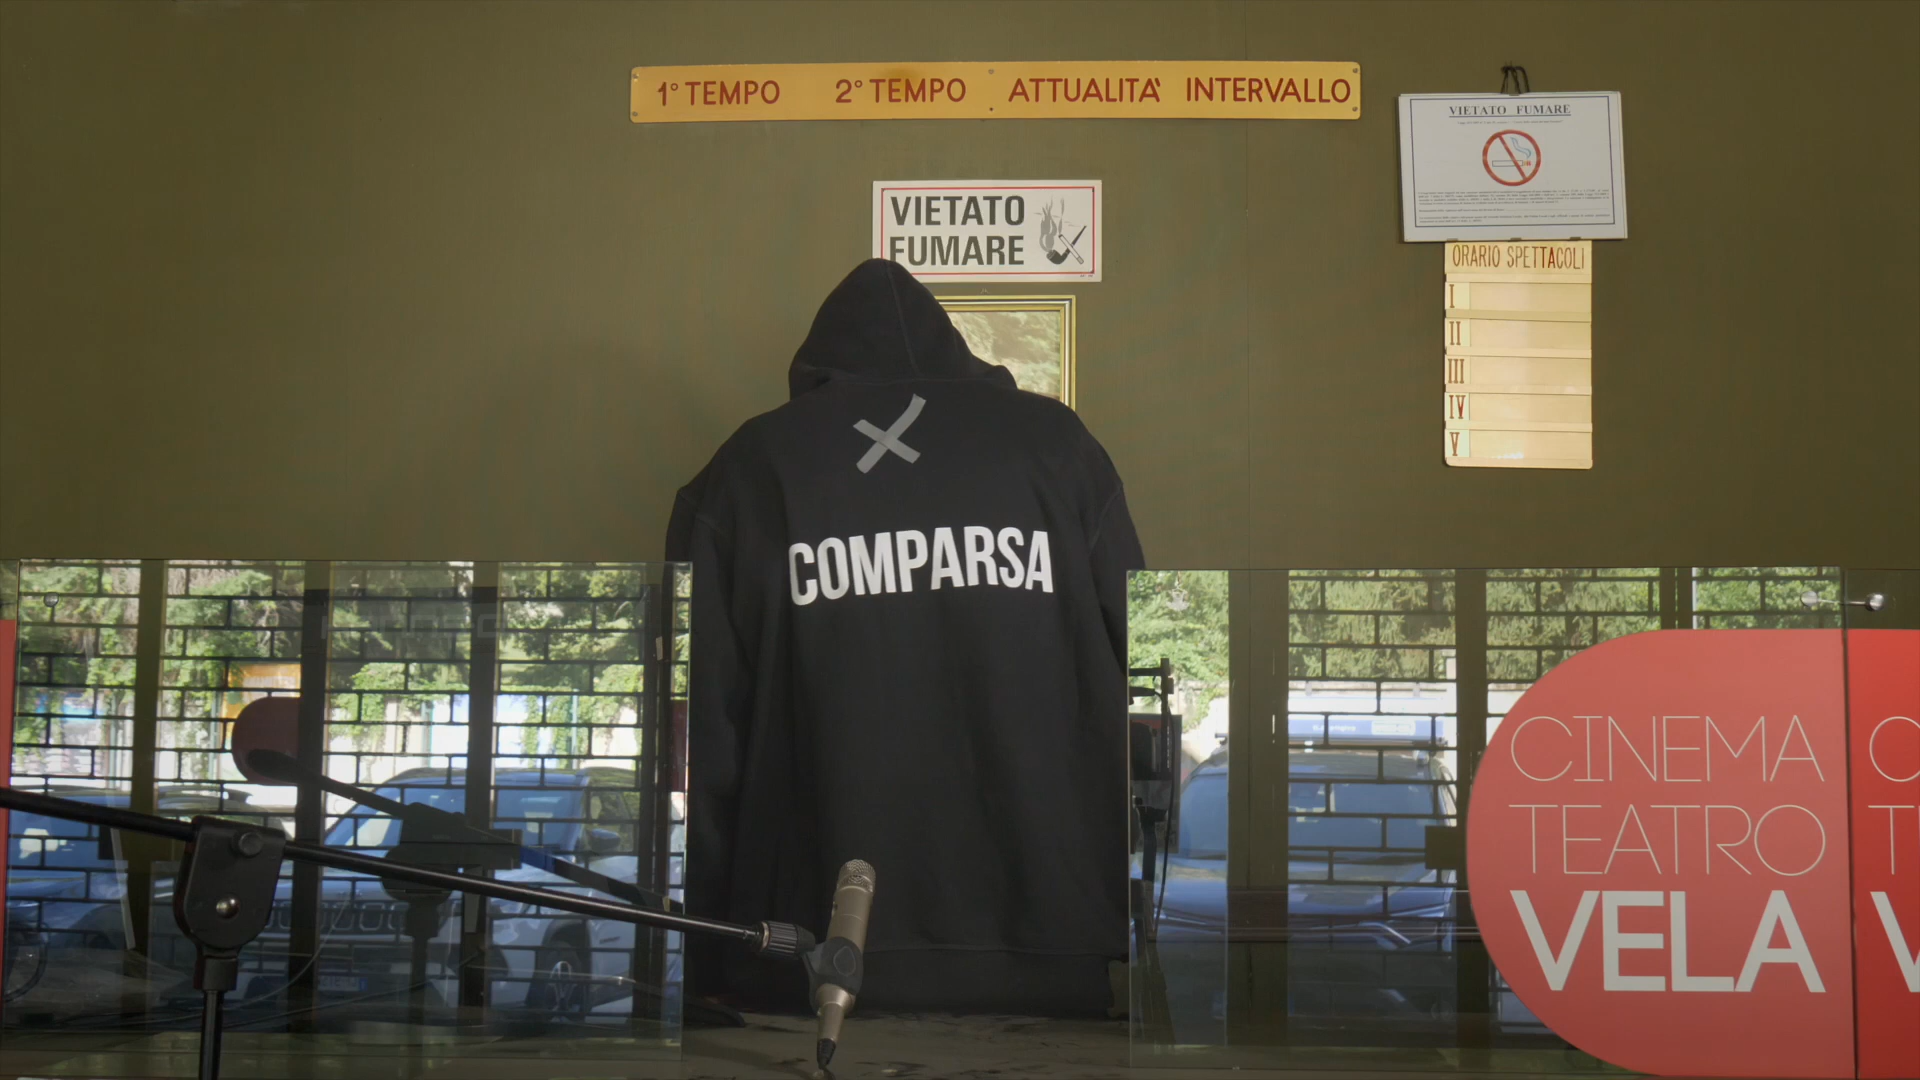 1° TEMPO 2° TEMPO ATTUALITA' INTERVALLO
VIETATO FUMARE
VIETATO
FUMARE
ORARIO SPETTACOLI
I
II
III
IV
V
COMPARSA
CINEMA
TEATRO
VELA
C
T
V